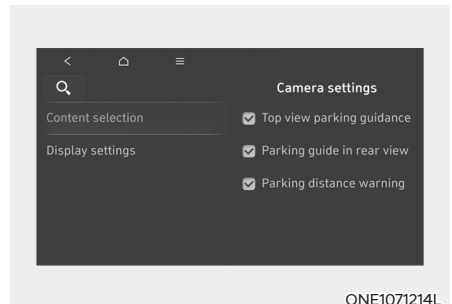 Camera settings
Content selection
Display settings
Top view parking guidance
Parking guide in rear view
Parking distance warning
ONE1071214L